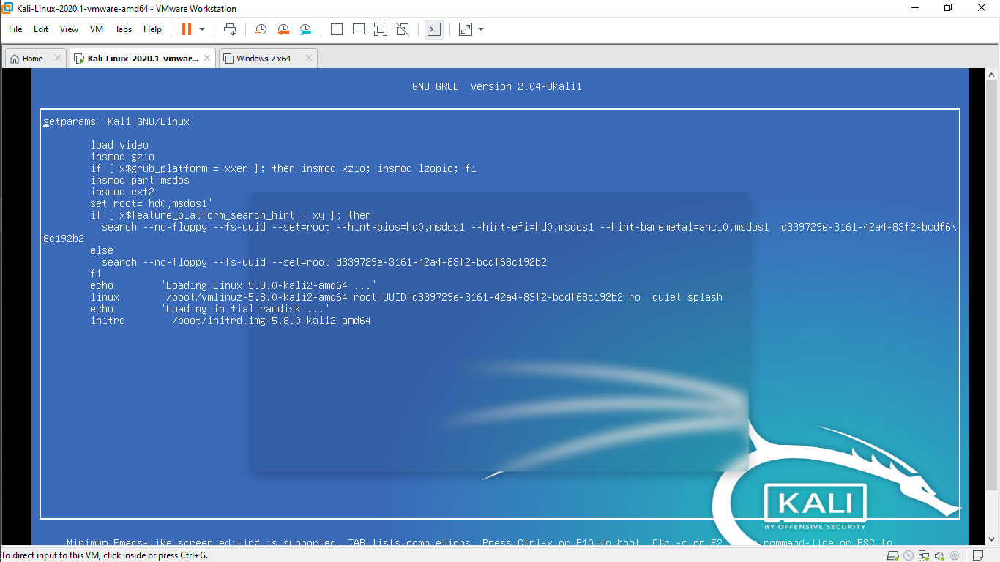 Kali-Linux-2020.1-vmware-amd64 - VMware Workstation
File Edit View VM Tabs Help
Home
Kali-Linux-2020.1-vmwar...
Windows 7 x64
GNU GRUB version 2.04-8kali1
setparams 'Kali GNU/Linux'
load_video
insmod gzio
if [ x$grub_platform = xxen ]; then insmod xzio; insmod lzopio; fi
insmod part_msdos
insmod ext2
set root='hd0,msdos1'
if [ x$feature_platform_search_hint = xy ]; then
search --no-floppy --fs-uuid --set=root --hint-bios=hd0,msdos1 --hint-efi=hd0,msdos1 --hint-baremetal=ahci0,msdos1 d339729e-3161-42a4-83f2-bcdf6\
8c192b2
else
search --no-floppy --fs-uuid --set=root d339729e-3161-42a4-83f2-bcdf68c192b2
fi
echo 'Loading Linux 5.8.0-kali2-amd64 ...'
linux /boot/vmlinuz-5.8.0-kali2-amd64 root=UUID=d339729e-3161-42a4-83f2-bcdf68c192b2 ro quiet splash
echo 'Loading initial ramdisk ...'
initrd /boot/initrd.img-5.8.0-kali2-amd64
KALI
BY OFFENSIVE SECURITY
Minimum Emacs-like screen editing is supported. TAB lists completions. Press Ctrl-x or F10 to boot, Ctrl-c or F2 command-line or ESC to
To direct input to this VM, click inside or press Ctrl+G.